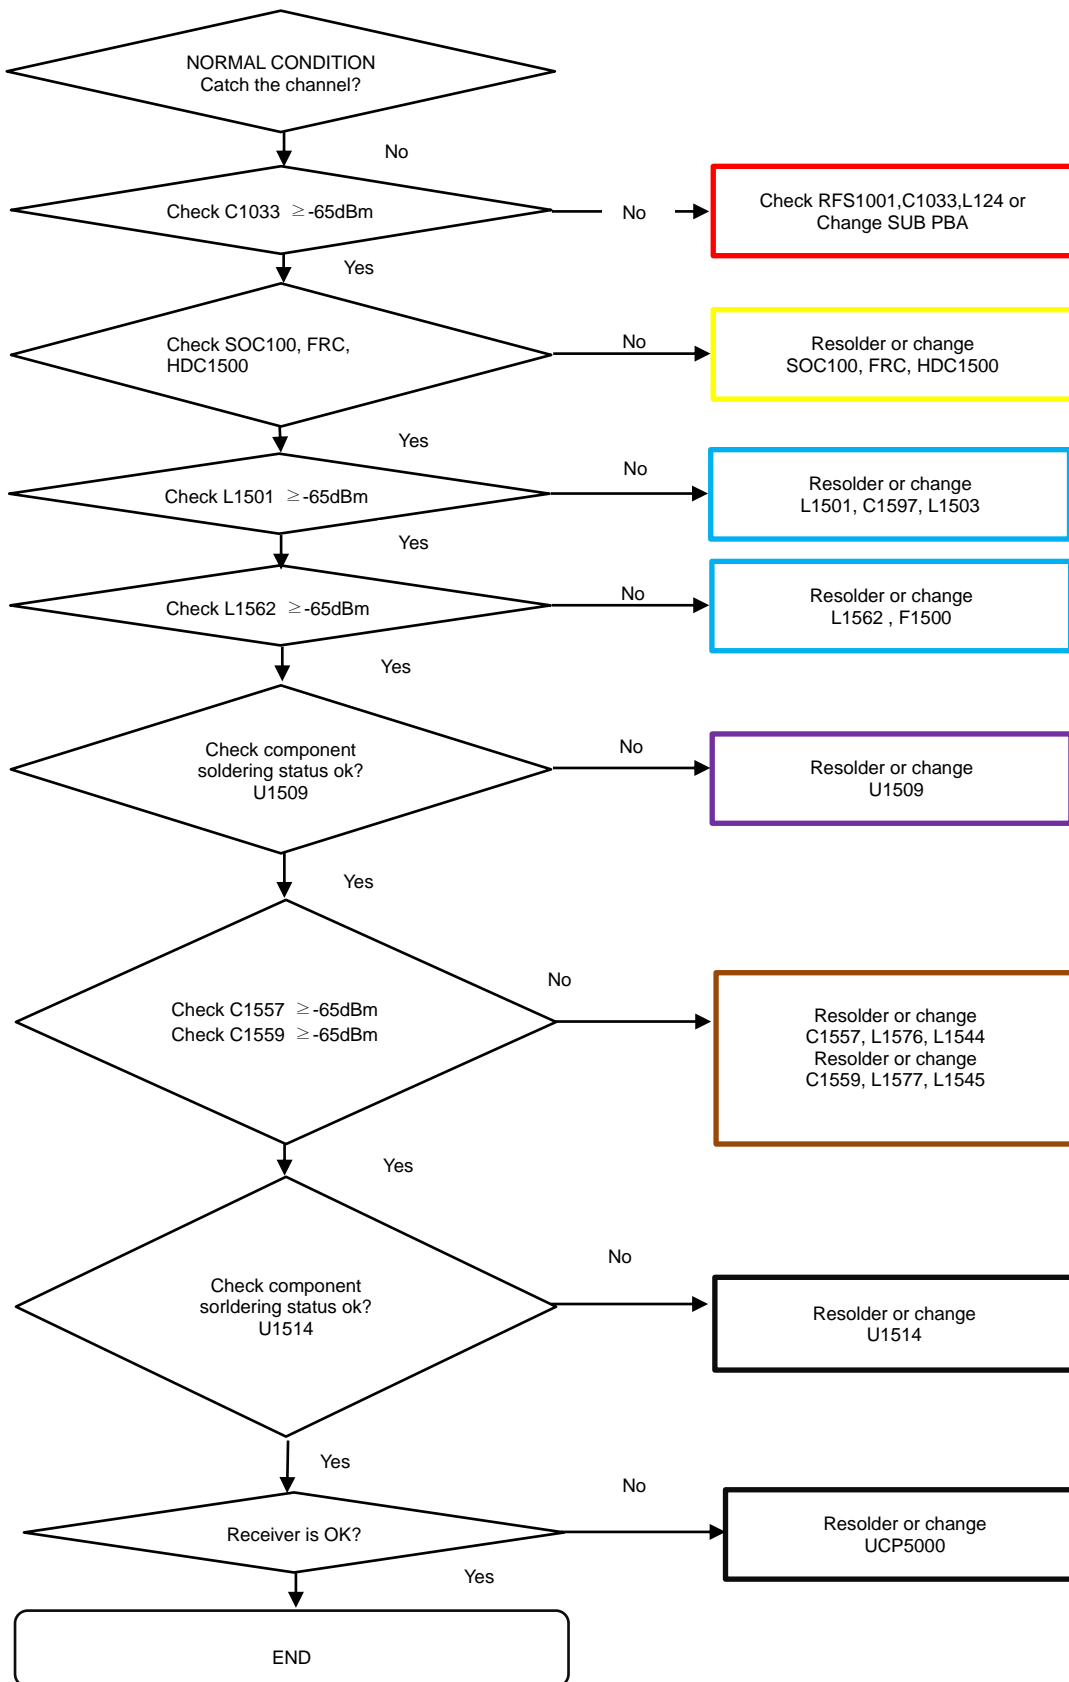 NORMAL CONDITION
Catch the channel?
No
Check C1033 ≥-65dBm
No
Check RFS1001,C1033,L124 or
Change SUB PBA
Yes
Check SOC100, FRC,
HDC1500
No
Resolder or change
SOC100, FRC, HDC1500
Yes
Check L1501 ≥-65dBm
No
Resolder or change
L1501, C1597, L1503
Yes
Check L1562 ≥-65dBm
No
Resolder or change
L1562 , F1500
Yes
Check component
soldering status ok?
U1509
No
Resolder or change
U1509
Yes
Check C1557 ≥-65dBm
Check C1559 ≥-65dBm
No
Resolder or change
C1557, L1576, L1544
Resolder or change
C1559, L1577, L1545
Yes
Check component
sorldering status ok?
U1514
No
Resolder or change
U1514
Yes
Receiver is OK?
No
Resolder or change
UCP5000
Yes
END